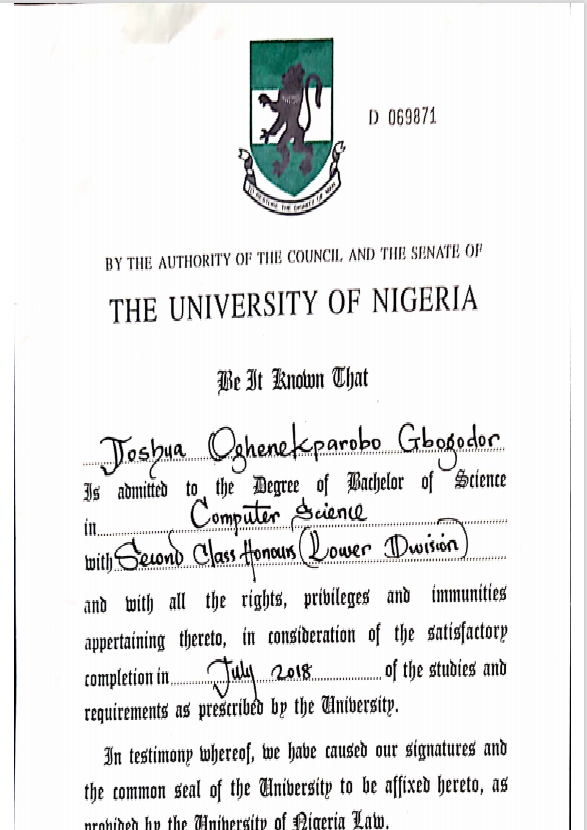 D 069871
TO RESTORE THE DIGNITY OF MAN
BY THE AUTHORITY OF THE COUNCIL AND THE SENATE OF
THE UNIVERSITY OF NIGERIA
Be It Known That
Joshua Oghenekparobo Gbogodor
Is admitted to the Degree of Bachelor of Science
in Computer Science
with Second Class Honours (Lower Division)
and with all the rights, privileges and immunities
appertaining thereto, in consideration of the satisfactory
completion in July 2018 of the studies and
requirements as prescribed by the University.
In testimony whereof, we have caused our signatures and
the common seal of the University to be affixed hereto, as
provided by the University of Nigeria Law.